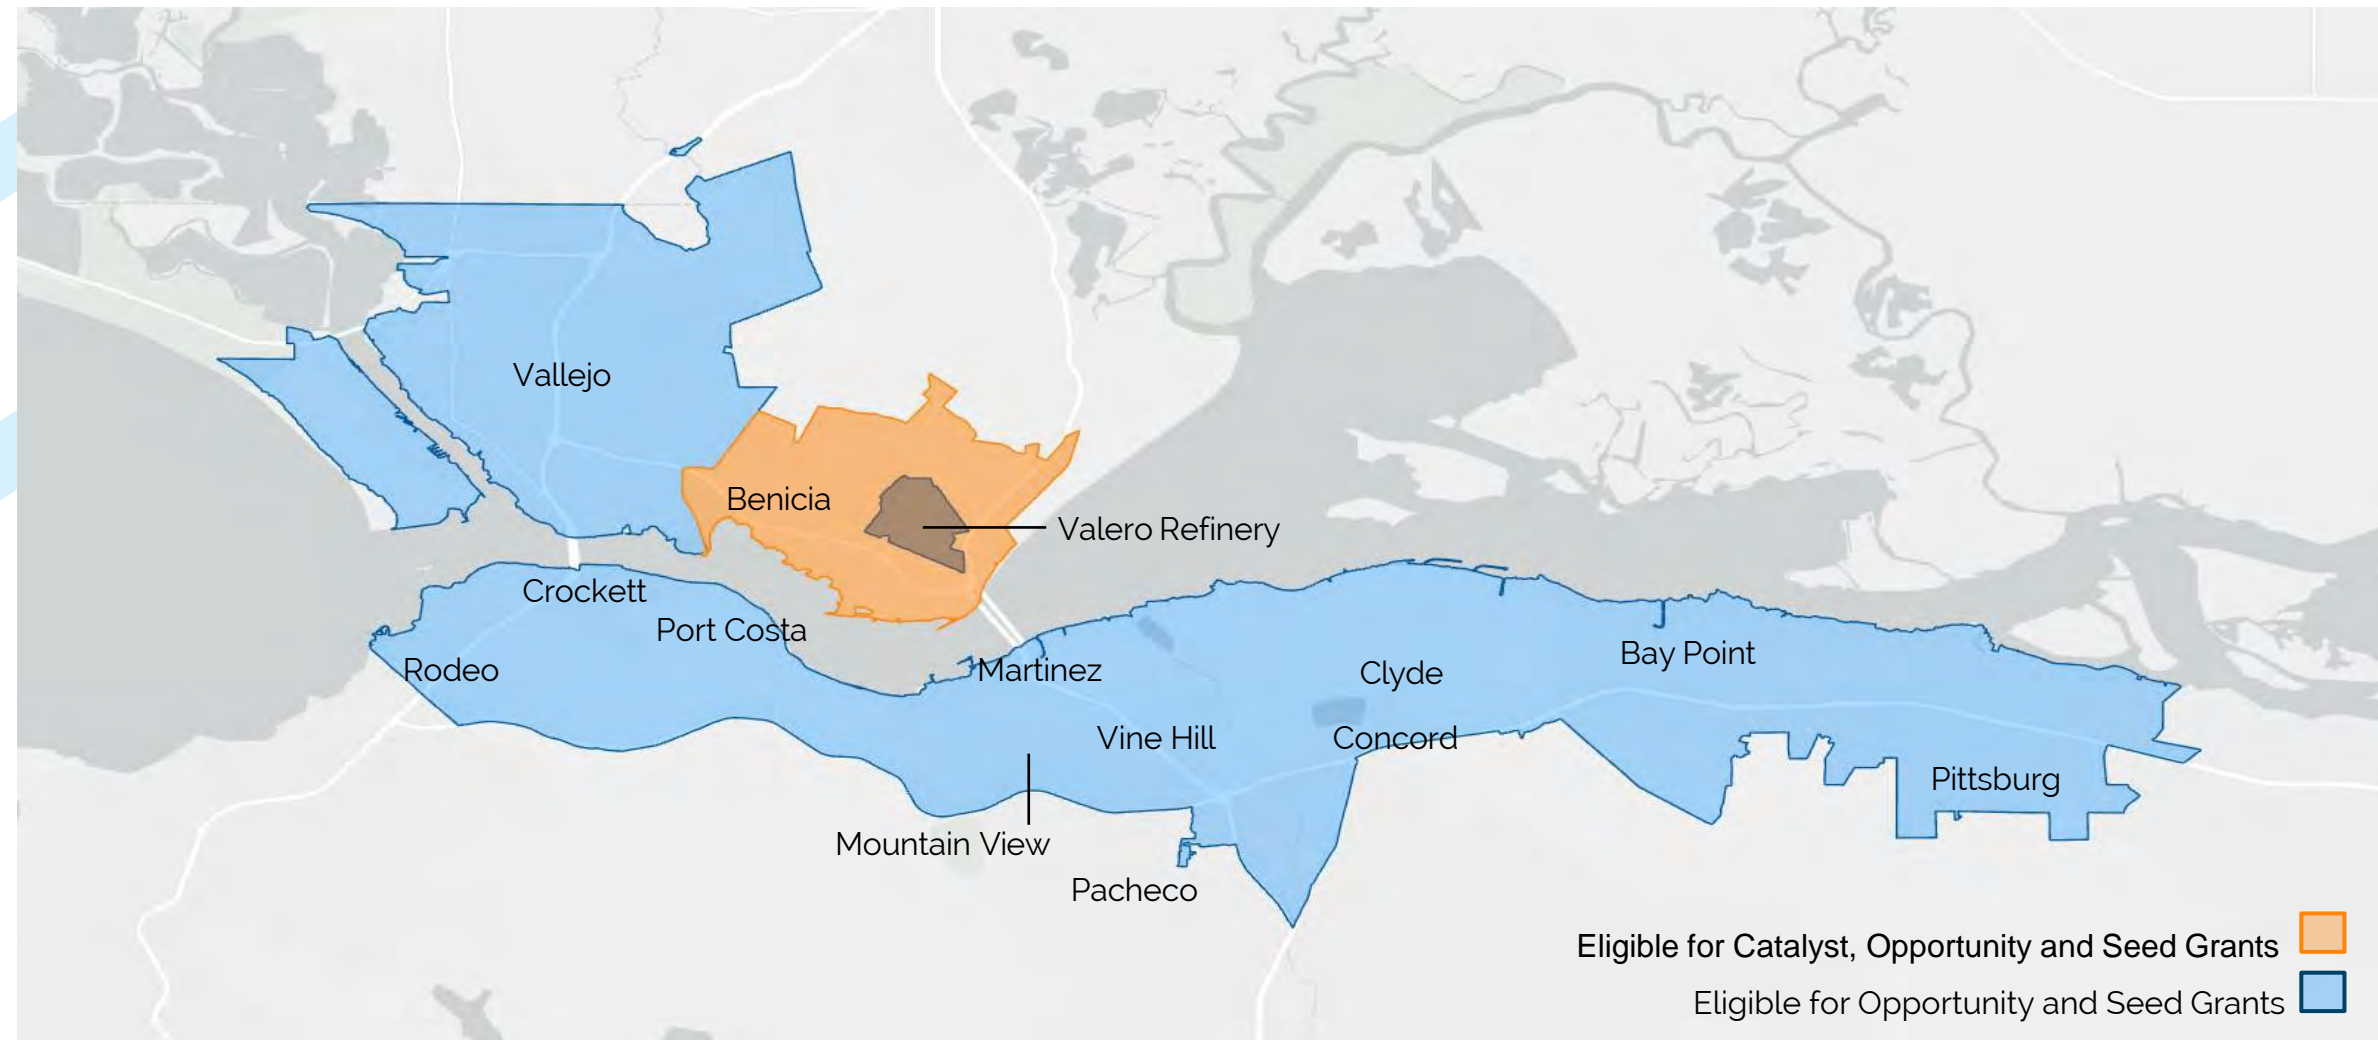 Vallejo
Benicia
Valero Refinery
Crockett
Port Costa
Rodeo
Martinez
Clyde
Bay Point
Vine Hill
Concord
Pittsburg
Mountain View
Pacheco
Eligible for Catalyst, Opportunity and Seed Grants
Eligible for Opportunity and Seed Grants